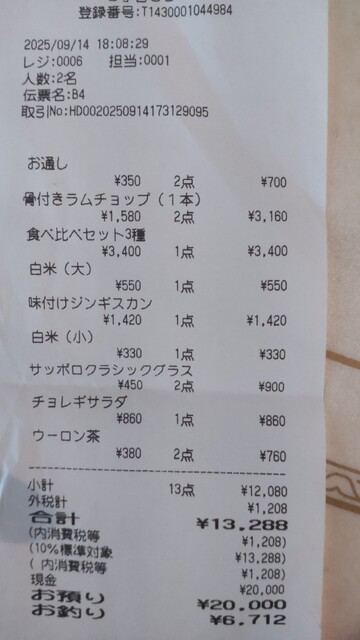 登録番号:T1430001044984
2025/09/14 18:08:29
レジ:0006 担当:0001
人数:2名
伝票名:B4
取引No:HD0020250914173129095
お通し
¥350 2点 ¥700
骨付きラムチョップ(1本)
¥1,580 2点 ¥3,160
食べ比べセット3種
¥3,400 1点 ¥3,400
白米(大)
¥550 1点 ¥550
味付けジンギスカン
¥1,420 1点 ¥1,420
白米(小)
¥330 1点 ¥330
サッポロクラシックグラス
¥450 2点 ¥900
チョレギサラダ
¥860 1点 ¥860
ウーロン茶
¥380 2点 ¥760
小計 13点 ¥12,080
外税計 ¥1,208
合計 ¥13,288
(内消費税等 ¥1,208)
(10%標準対象 ¥13,288)
( 内消費税等 ¥1,208)
現金 ¥20,000
お預り ¥20,000
お釣り ¥6,712